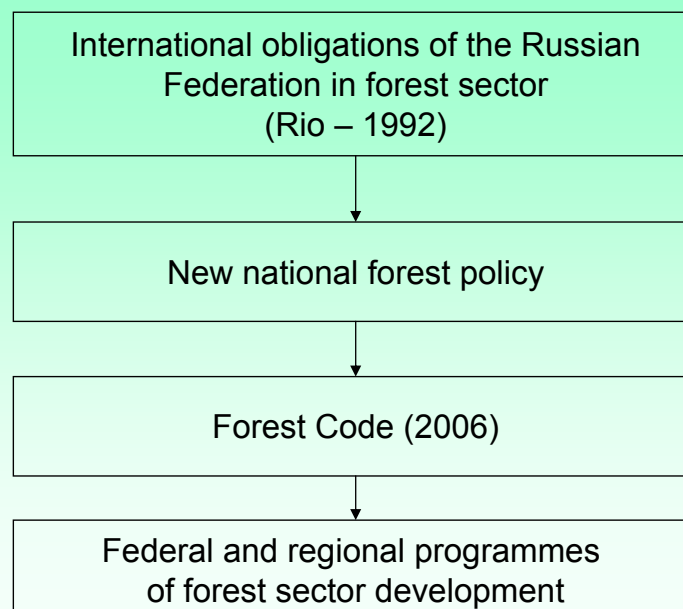 International obligations of the Russian
Federation in forest sector
(Rio – 1992)
New national forest policy
Forest Code (2006)
Federal and regional programmes
of forest sector development